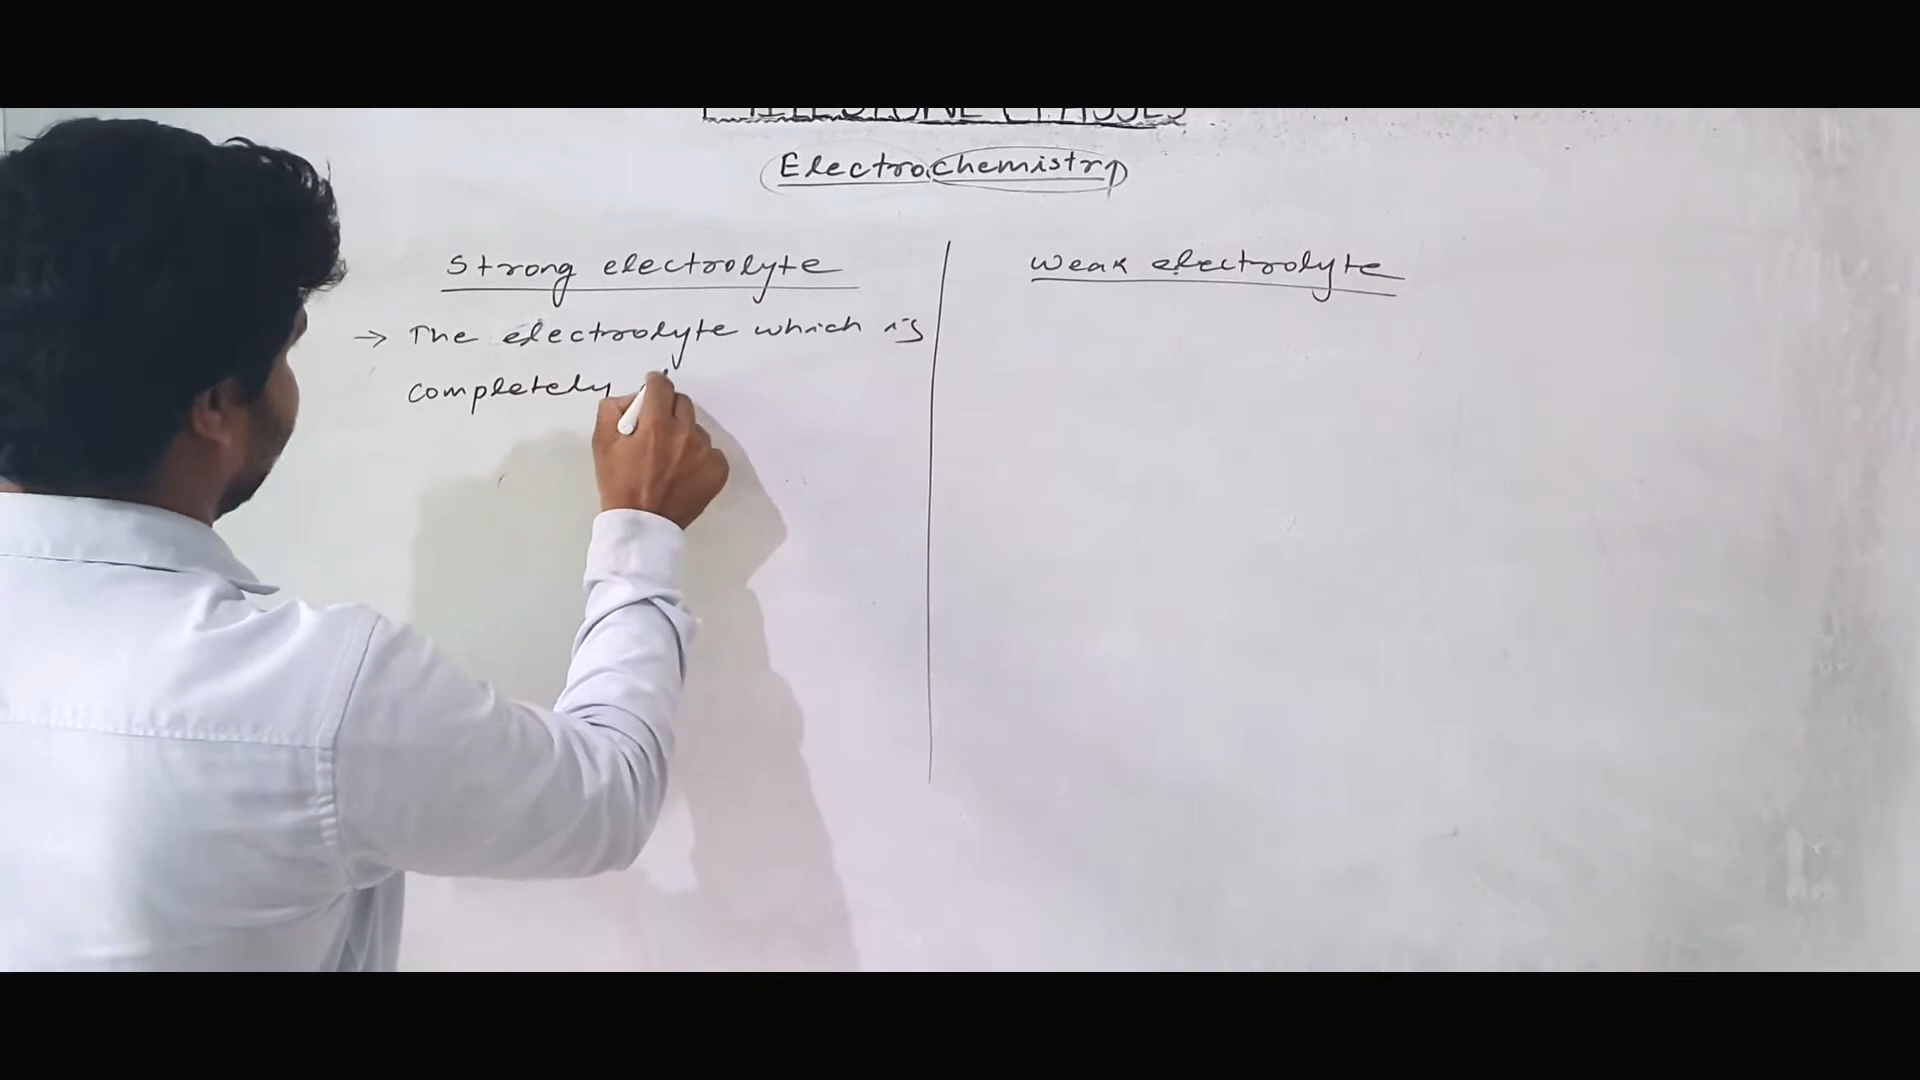 Electrochemistry
Strong electrolyte
→ The electrolyte which is
completely
Weak electrolyte